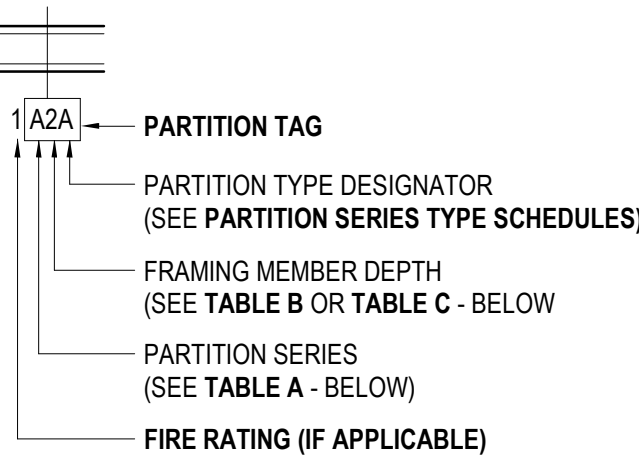 1 A2A PARTITION TAG
PARTITION TYPE DESIGNATOR
(SEE PARTITION SERIES TYPE SCHEDULES)
FRAMING MEMBER DEPTH
(SEE TABLE B OR TABLE C - BELOW
PARTITION SERIES
(SEE TABLE A - BELOW)
FIRE RATING (IF APPLICABLE)